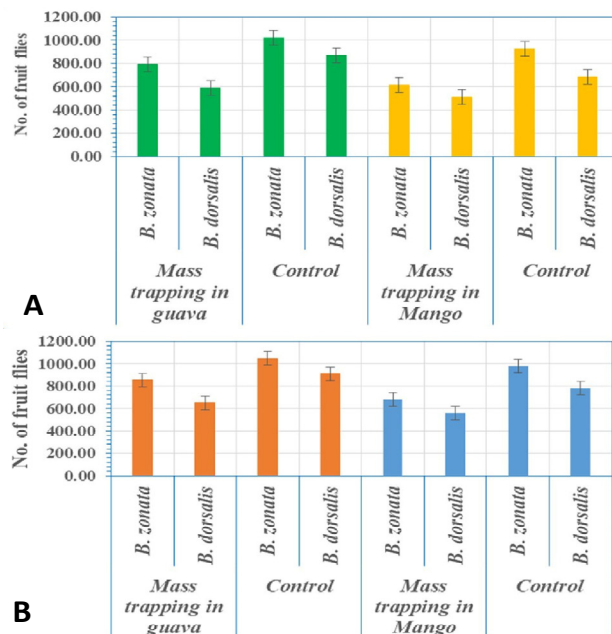 1200.00
1000.00
800.00
600.00
400.00
200.00
0.00
No. of fruit flies
B. zonata
B. dorsalis
B. zonata
B. dorsalis
B. zonata
B. dorsalis
B. zonata
B. dorsalis
Mass trapping in guava
Control
Mass trapping in Mango
Control
A
1200.00
1000.00
800.00
600.00
400.00
200.00
0.00
No. of fruit flies
B. zonata
B. dorsalis
B. zonata
B. dorsalis
B. zonata
B. dorsalis
B. zonata
B. dorsalis
Mass trapping in guava
Control
Mass trapping in Mango
Control
B